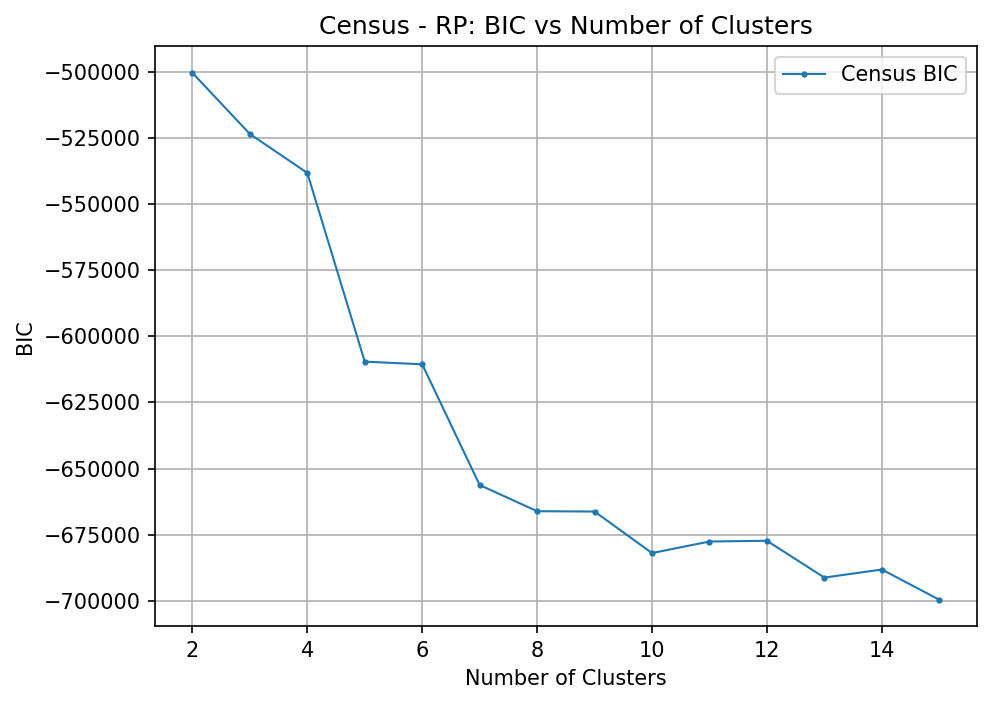 Census - RP: BIC vs Number of Clusters
Census BIC
−500000
−525000
−550000
−575000
−600000
−625000
−650000
−675000
−700000
BIC
2 4 6 8 10 12 14
Number of Clusters